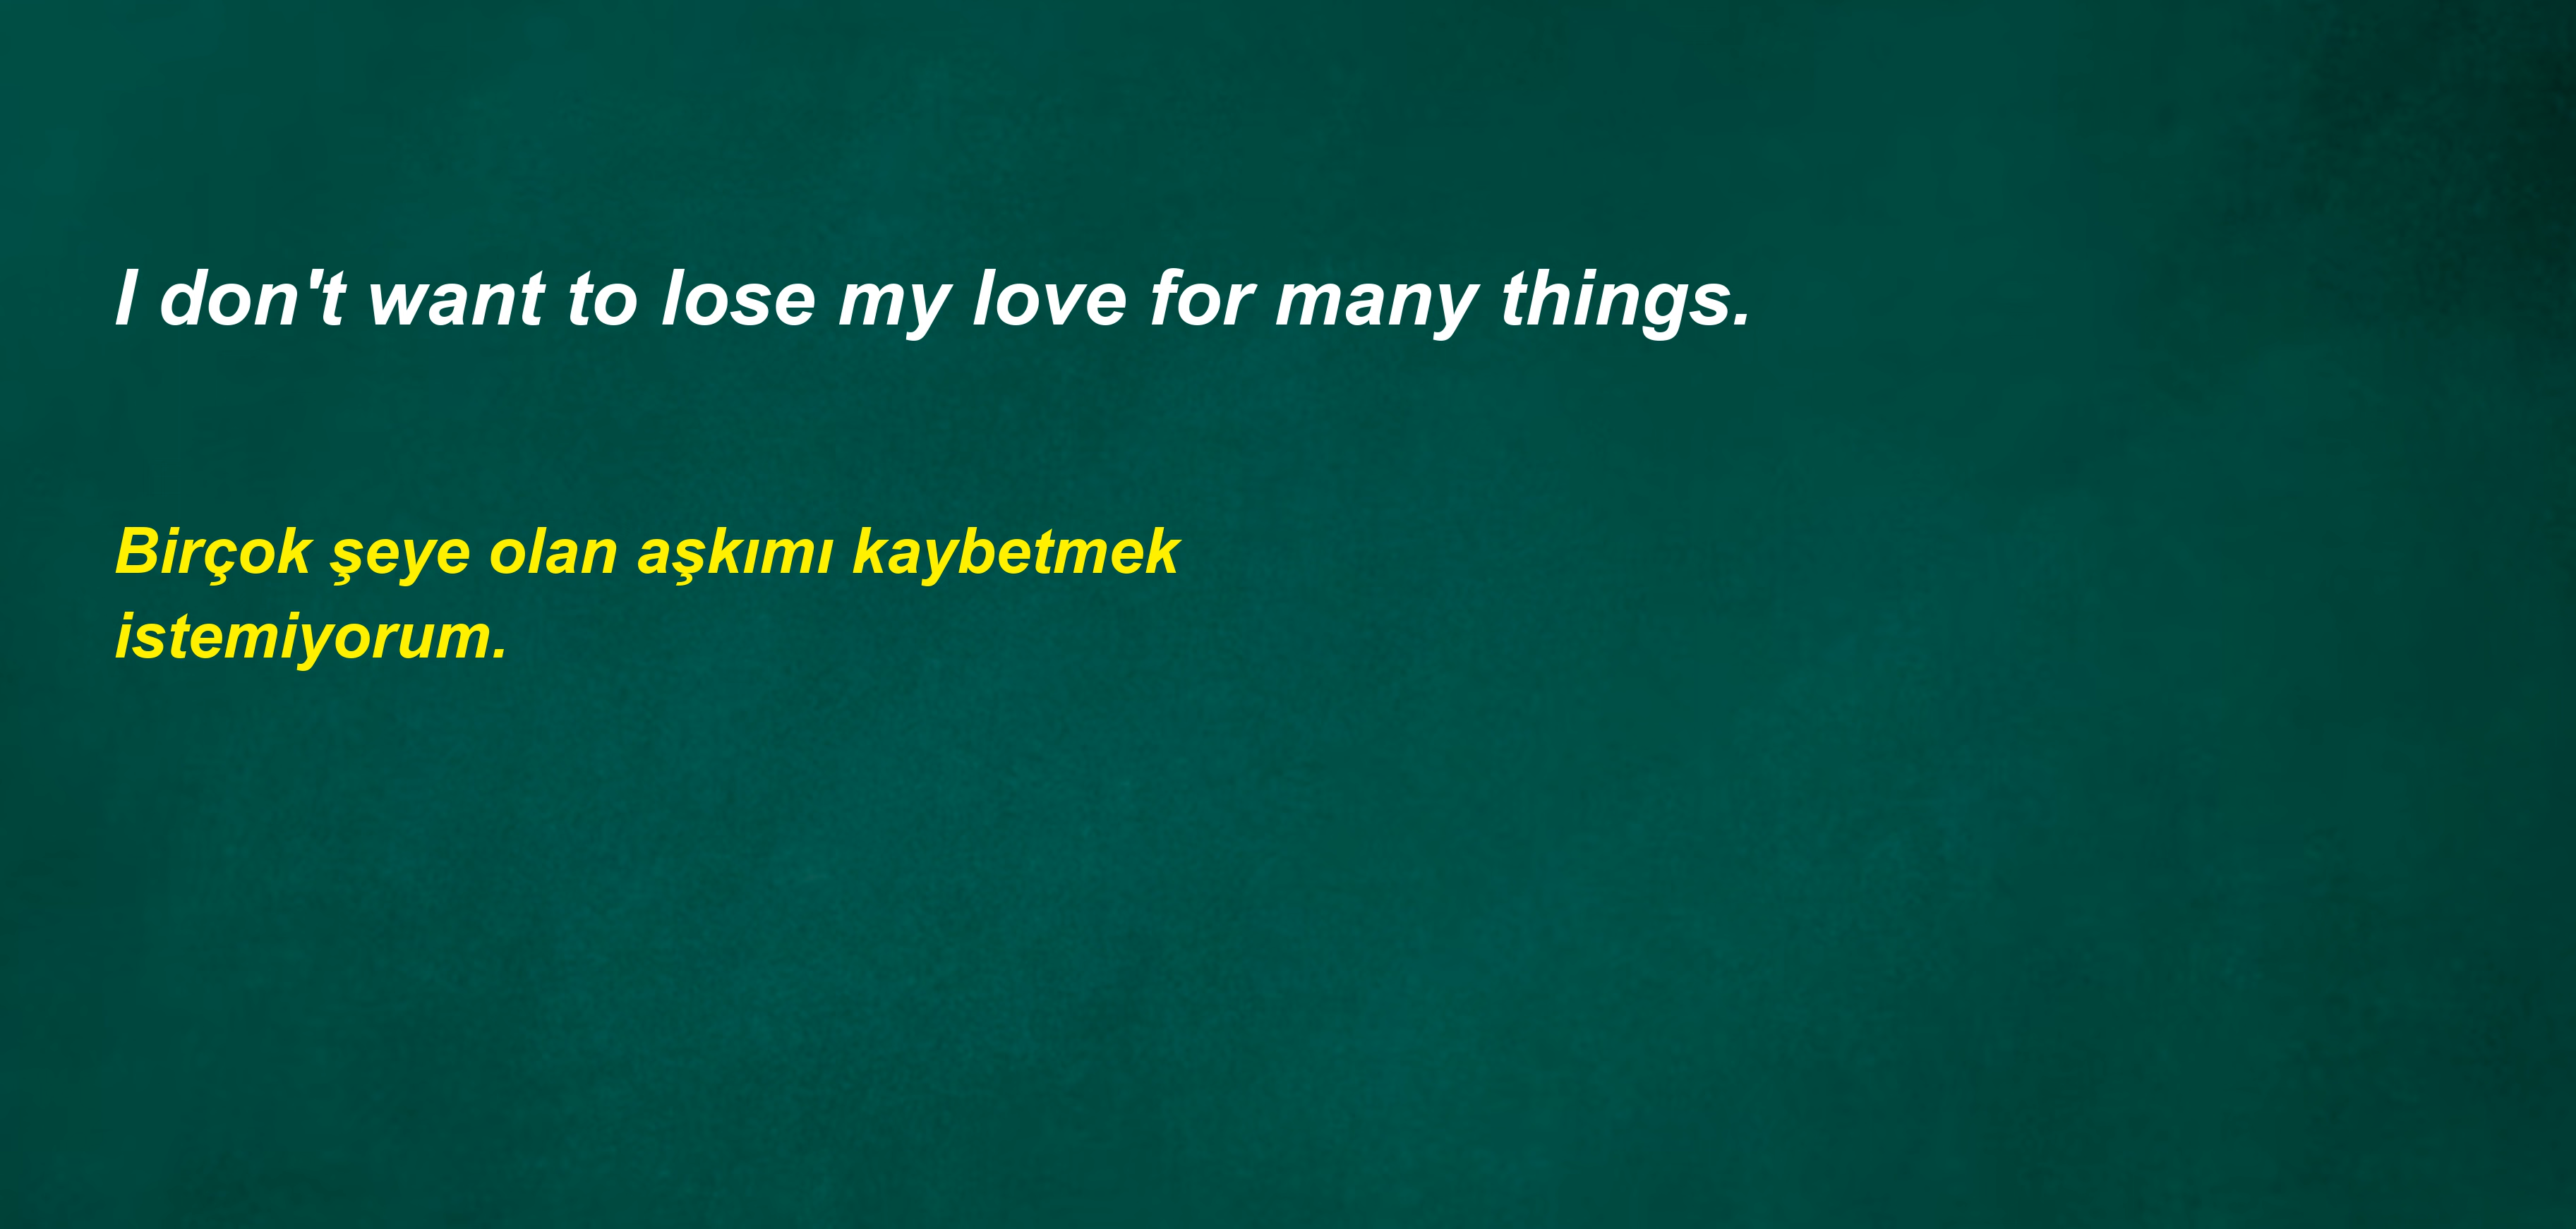 I don't want to lose my love for many things.
Birçok şeye olan aşkımı kaybetmek
istemiyorum.